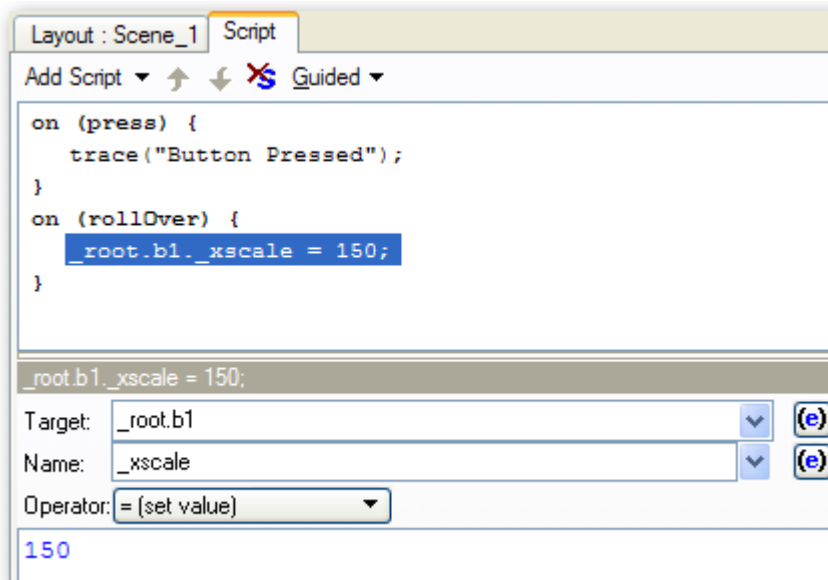 Layout : Scene_1 Script
Add Script Guided
on (press) {
trace("Button Pressed");
}
on (rollOver) {
_root.b1._xscale = 150;
}
_root.b1._xscale = 150;
Target: _root.b1 (e)
Name: _xscale (e)
Operator: = (set value)
150